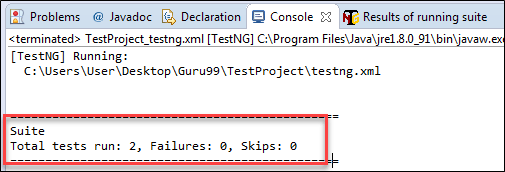 Problems @ Javadoc Declaration Console Results of running suite
<terminated> TestProject_testng.xml [TestNG] C:\Program Files\Java\jre1.8.0_91\bin\javaw.exe
[TestNG] Running:
C:\Users\User\Desktop\Guru99\TestProject\testng.xml
===============================================
Suite
Total tests run: 2, Failures: 0, Skips: 0
===============================================